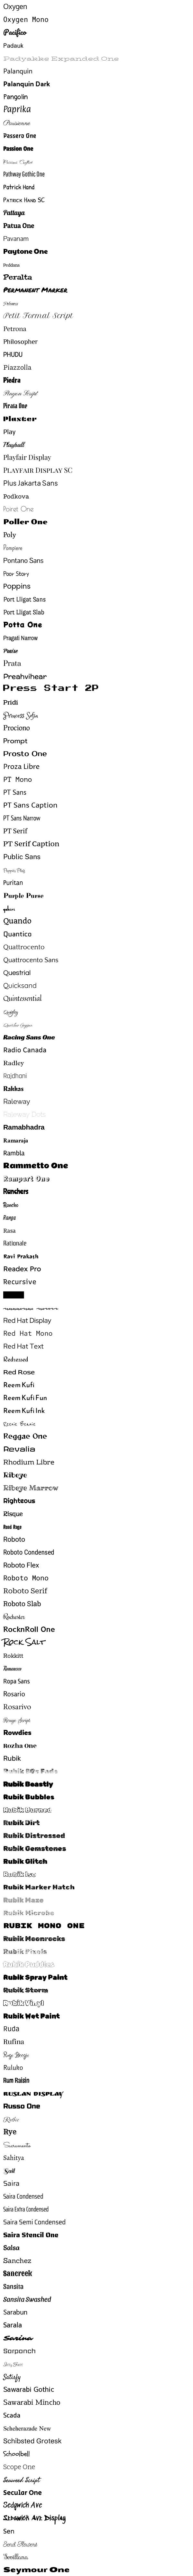 Oxygen
Oxygen Mono
Pacifico
Padauk
Padyakke Expanded One
Palanquin
Palanquin Dark
Pangolin
Paprika
Parisienne
Passero One
Passion One
Pathway Gothic One
Patrick Hand
Patrick Hand SC
Pattaya
Patua One
Pavanam
Paytone One
Peddana
Peralta
Permanent Marker
Petemoss
Petit Formal Script
Petrona
Philosopher
PHUDU
Piazzolla
Piedra
Pinyon Script
Pirata One
Plaster
Play
Playball
Playfair Display
Playfair Display SC
Plus Jakarta Sans
Podkova
Poiret One
Poller One
Poly
Pompiere
Pontano Sans
Poor Story
Poppins
Port Lligat Sans
Port Lligat Slab
Potta One
Pragati Narrow
Praise
Prata
Preahvihear
Press Start 2P
Pridi
Princess Sofia
Prociono
Prompt
Prosto One
Proza Libre
PT Mono
PT Sans
PT Sans Caption
PT Sans Narrow
PT Serif
PT Serif Caption
Public Sans
Puppies Play
Puritan
Purple Purse
Qahiri
Quando
Quantico
Quattrocento
Quattrocento Sans
Questrial
Quicksand
Quintessential
Qwigley
Qwitcher Grypen
Racing Sans One
Radio Canada
Radley
Rajdhani
Rakkas
Raleway
Raleway Dots
Ramabhadra
Ramaraja
Rambla
Rammetto One
Rampart One
Ranchers
Rancho
Ranga
Rasa
Rationale
Ravi Prakash
Readex Pro
Recursive
Red Hat Display
Red Hat Mono
Red Hat Text
Redressed
Red Rose
Reem Kufi
Reem Kufi Fun
Reem Kufi Ink
Reenie Beanie
Reggae One
Revalia
Rhodium Libre
Ribeye
Ribeye Marrow
Righteous
Risque
Road Rage
Roboto
Roboto Condensed
Roboto Flex
Roboto Mono
Roboto Serif
Roboto Slab
Rochester
RocknRoll One
Rock Salt
Rokkitt
Romanesco
Ropa Sans
Rosario
Rosarivo
Rouge Script
Rowdies
Rozha One
Rubik
Rubik 80s Fade
Rubik Beastly
Rubik Bubbles
Rubik Burned
Rubik Dirt
Rubik Distressed
Rubik Gemstones
Rubik Glitch
Rubik Iso
Rubik Marker Hatch
Rubik Maze
Rubik Microbe
RUBIK MONO ONE
Rubik Moonrocks
Rubik Pixels
Rubik Puddles
Rubik Spray Paint
Rubik Storm
Rubik Vinyl
Rubik Wet Paint
Ruda
Rufina
Ruge Boogie
Ruluko
Rum Raisin
Ruslan Display
Russo One
Ruthie
Rye
Sacramento
Sahitya
Sail
Saira
Saira Condensed
Saira Extra Condensed
Saira Semi Condensed
Saira Stencil One
Salsa
Sanchez
Sancreek
Sansita
Sansita Swashed
Sarabun
Sarala
Sarina
Sarpanch
Sassy Frass
Satisfy
Sawarabi Gothic
Sawarabi Mincho
Scada
Scheherazade New
Schibsted Grotesk
Schoolbell
Scope One
Seaweed Script
Secular One
Sedgwick Ave
Sedgwick Ave Display
Sen
Send Flowers
Sevillana
Seymour One